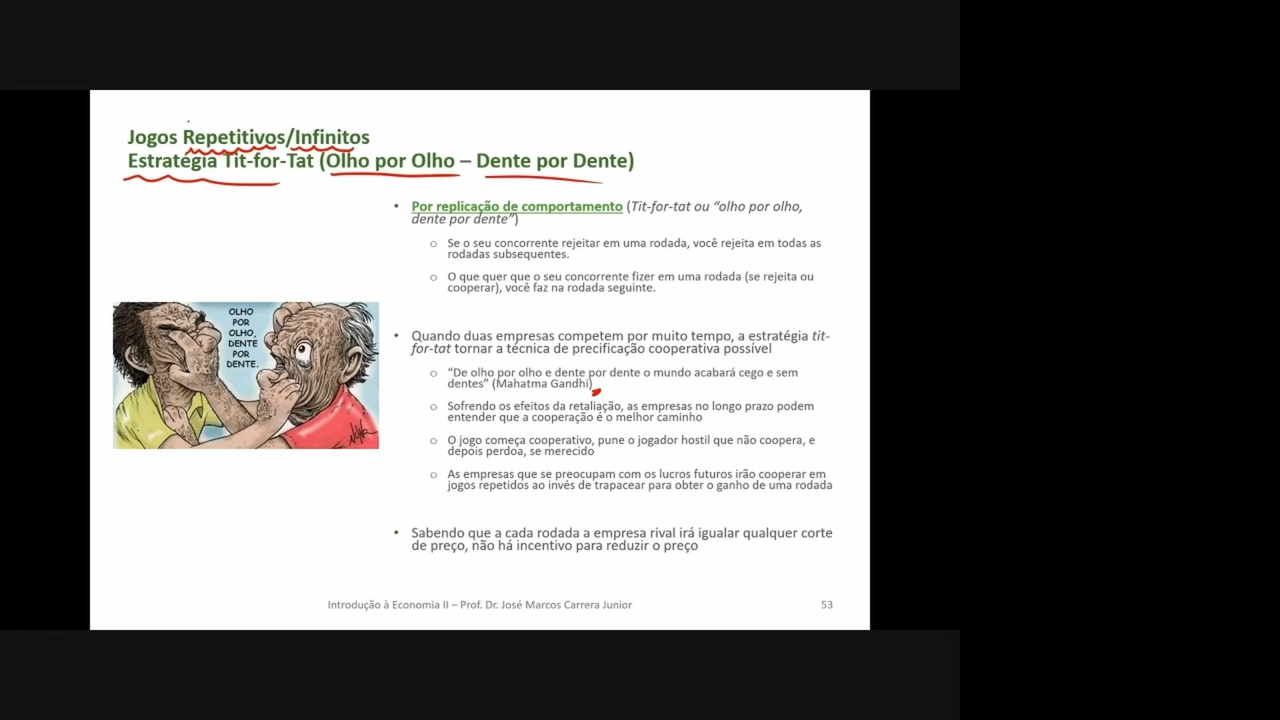 Jogos Repetitivos/Infinitos
Estratégia Tit-for-Tat (Olho por Olho – Dente por Dente)
• Por replicação de comportamento (Tit-for-tat ou “olho por olho,
dente por dente”)
o Se o seu concorrente rejeitar em uma rodada, você rejeita em todas as
rodadas subsequentes.
o O que quer que o seu concorrente fizer em uma rodada (se rejeita ou
cooperar), você faz na rodada seguinte.
OLHO
POR
OLHO,
DENTE
POR
DENTE.
• Quando duas empresas competem por muito tempo, a estratégia tit-
for-tat tornar a técnica de precificação cooperativa possível
o “De olho por olho e dente por dente o mundo acabará cego e sem
dentes” (Mahatma Gandhi)
o Sofrendo os efeitos da retaliação, as empresas no longo prazo podem
entender que a cooperação é o melhor caminho
o O jogo começa cooperativo, pune o jogador hostil que não coopera, e
depois perdoa, se merecido
o As empresas que se preocupam com os lucros futuros irão cooperar em
jogos repetidos ao invés de trapacear para obter o ganho de uma rodada
• Sabendo que a cada rodada a empresa rival irá igualar qualquer corte
de preço, não há incentivo para reduzir o preço
Introdução à Economia II – Prof. Dr. José Marcos Carrera Junior
53